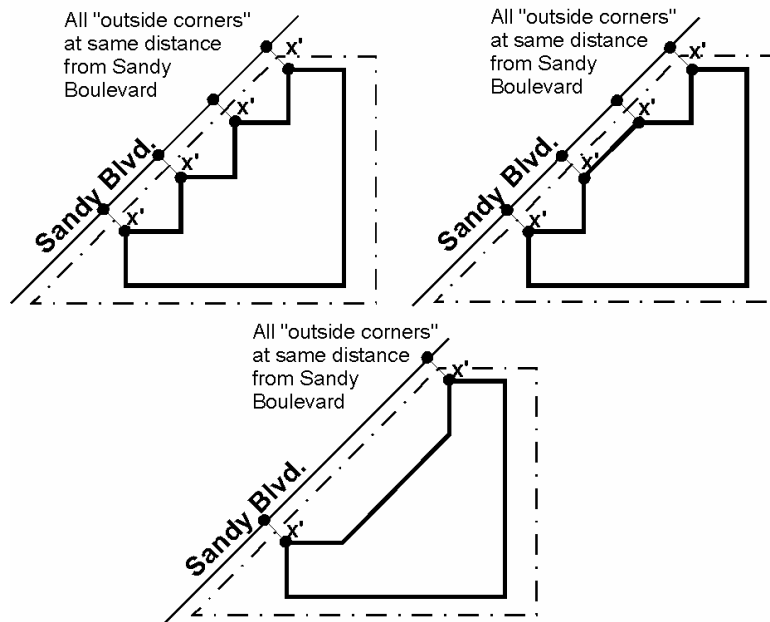 All "outside corners"
at same distance
from Sandy
Boulevard
x'
x'
x'
x'
Sandy Blvd.
All "outside corners"
at same distance
from Sandy
Boulevard
x'
x'
x'
x'
Sandy Blvd.
All "outside corners"
at same distance
from Sandy
Boulevard
x'
x'
Sandy Blvd.